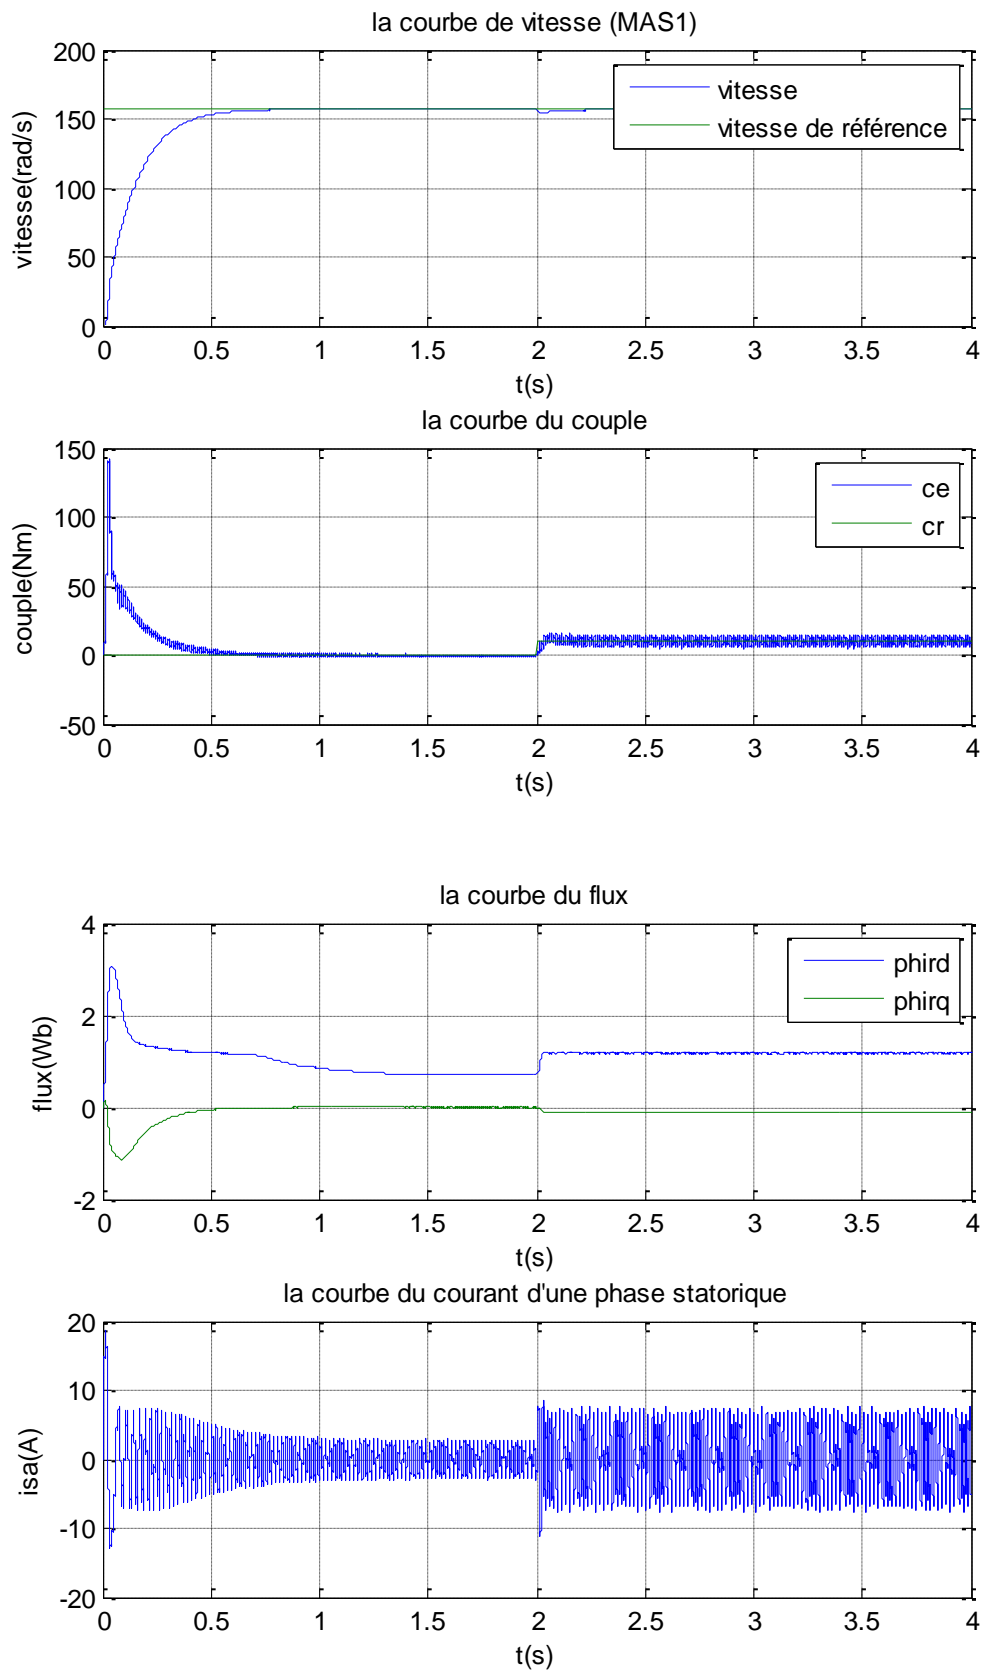 la courbe de vitesse (MAS1)
200
150
100
50
0
vitesse(rad/s)
vitesse
vitesse de référence
0 0.5 1 1.5 2 2.5 3 3.5 4
t(s)
la courbe du couple
150
100
50
0
-50
couple(Nm)
ce
cr
0 0.5 1 1.5 2 2.5 3 3.5 4
t(s)
la courbe du flux
4
2
0
-2
flux(Wb)
phird
phirq
0 0.5 1 1.5 2 2.5 3 3.5 4
t(s)
la courbe du courant d'une phase statorique
20
10
0
-10
-20
isa(A)
0 0.5 1 1.5 2 2.5 3 3.5 4
t(s)